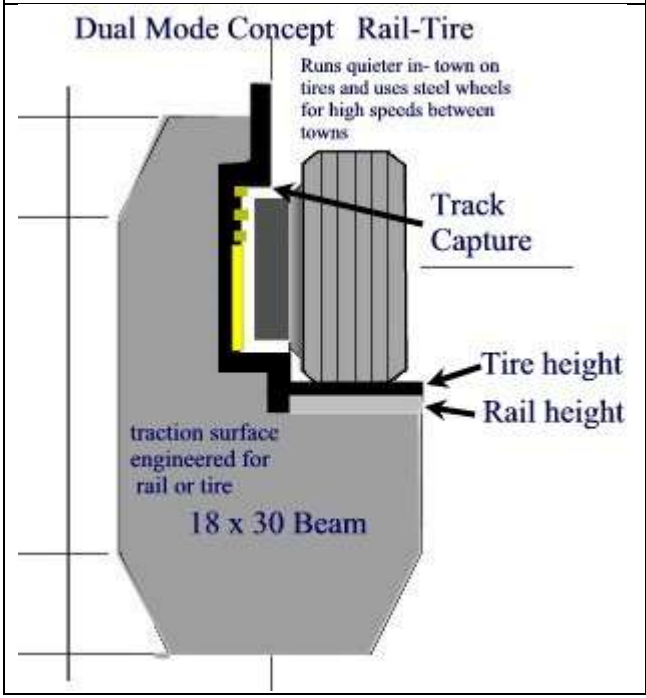 Dual Mode Concept Rail-Tire
Runs quieter in- town on
tires and uses steel wheels
for high speeds between
towns
Track
Capture
Tire height
Rail height
traction surface
engineered for
rail or tire
18 x 30 Beam